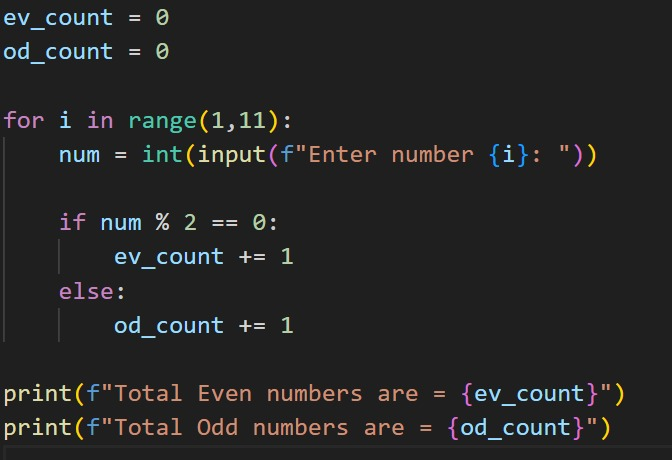 ev_count = 0
od_count = 0
for i in range(1,11):
    num = int(input(f"Enter number {i}: "))
    if num % 2 == 0:
        ev_count += 1
    else:
        od_count += 1
print(f"Total Even numbers are = {ev_count}")
print(f"Total Odd numbers are = {od_count}")